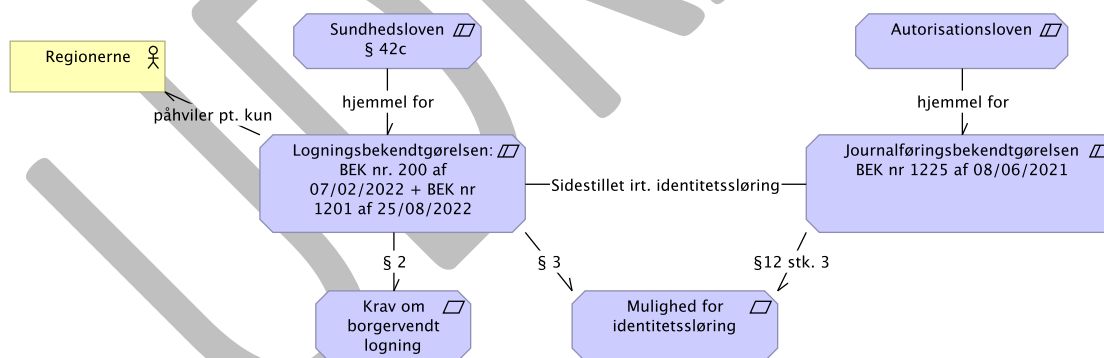 Sundhedsloven
§ 42c
Autorisationsloven
Regionerne
hjemmel for
hjemmel for
påhviler pt. kun
Logningsbekendtgørelsen:
BEK nr. 200 af
07/02/2022 + BEK nr
1201 af 25/08/2022
Journalføringsbekendtgørelsen
BEK nr 1225 af 08/06/2021
Sidestillet irt. identitetssløring
§ 2
§ 3
§12 stk. 3
Krav om
borgervendt
logning
Mulighed for
identitetssløring